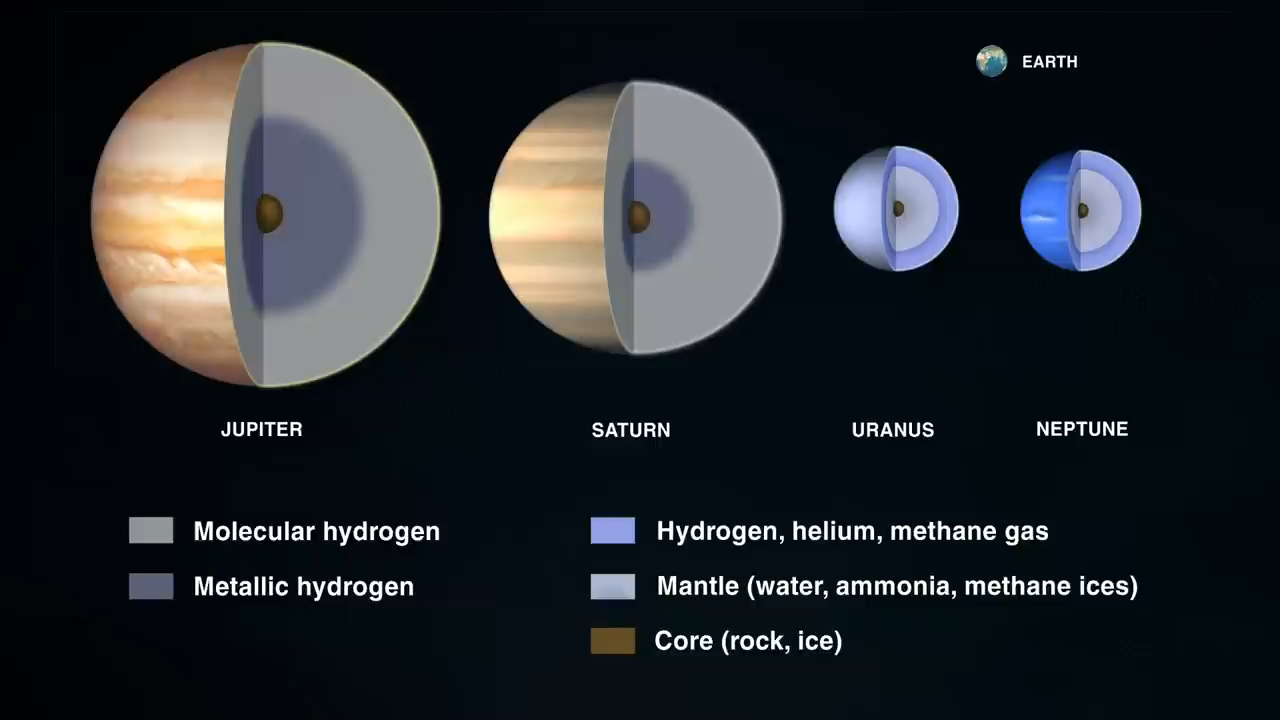 EARTH
JUPITER
SATURN
URANUS
NEPTUNE
Molecular hydrogen
Metallic hydrogen
Hydrogen, helium, methane gas
Mantle (water, ammonia, methane ices)
Core (rock, ice)